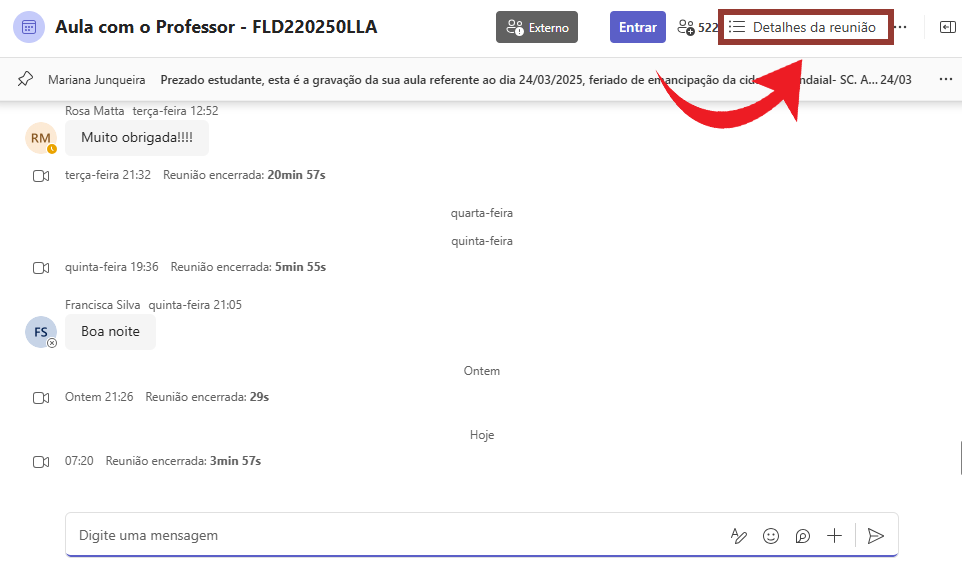 Aula com o Professor - FLD220250LLA
Externo
Entrar
522
Detalhes da reunião
Mariana Junqueira Prezado estudante, esta é a gravação da sua aula referente ao dia 24/03/2025, feriado de emancipação da cid ndaial- SC. A... 24/03
Rosa Matta terça-feira 12:52
RM
Muito obrigada!!!!
terça-feira 21:32 Reunião encerrada: 20min 57s
quarta-feira
quinta-feira
quinta-feira 19:36 Reunião encerrada: 5min 55s
Francisca Silva quinta-feira 21:05
FS
Boa noite
Ontem
Ontem 21:26 Reunião encerrada: 29s
Hoje
07:20 Reunião encerrada: 3min 57s
Digite uma mensagem